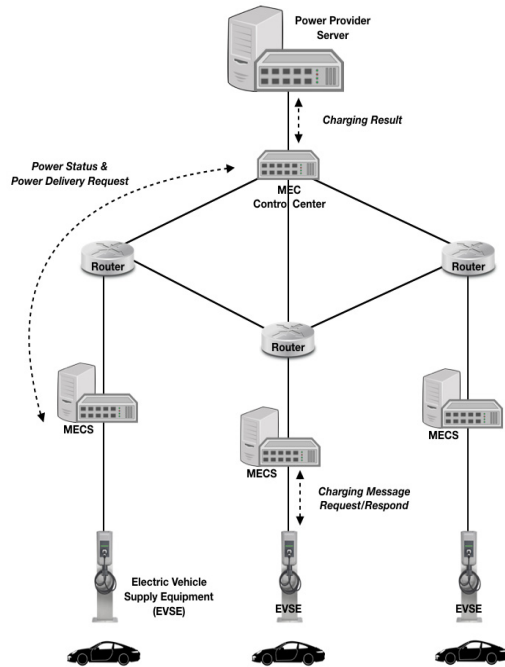 Power Provider
Server
Charging Result
Power Status &
Power Delivery Request
MEC
Control Center
Router
Router
Router
MECS
MECS
MECS
Charging Message
Request/Respond
Electric Vehicle
Supply Equipment
(EVSE)
EVSE
EVSE